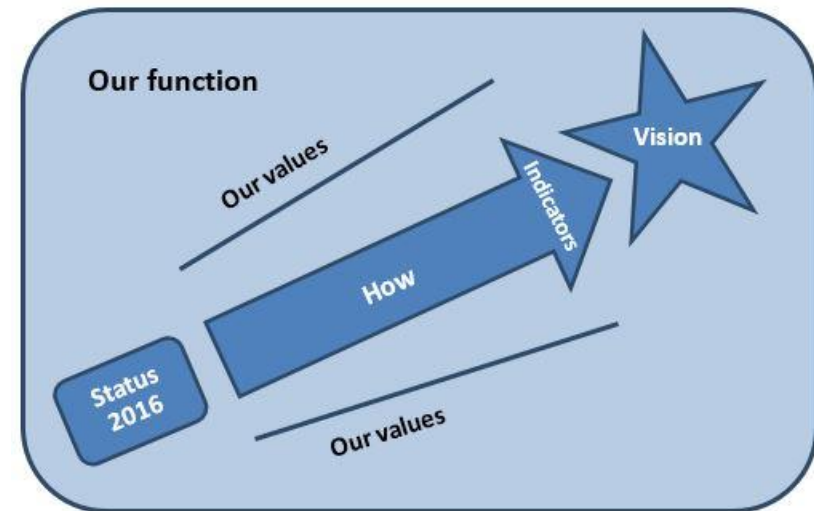 Our function
Our values
Vision
Indicators
How
Status
2016
Our values